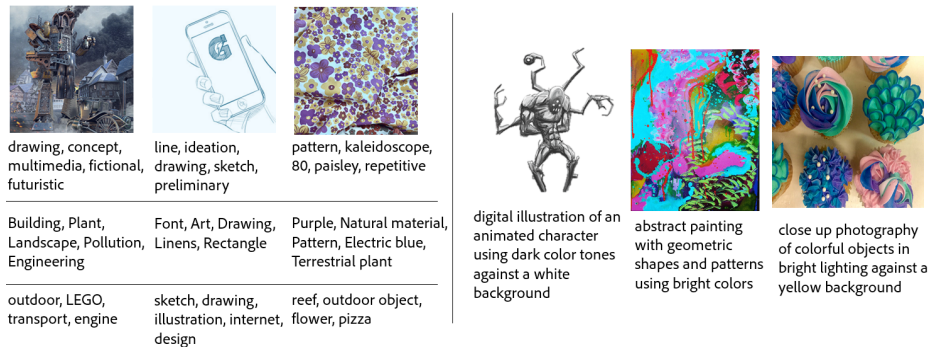 drawing, concept,
multimedia, fictional,
futuristic
line, ideation,
drawing, sketch,
preliminary
pattern, kaleidoscope,
80, paisley, repetitive
Building, Plant,
Landscape, Pollution,
Engineering
Font, Art, Drawing,
Linens, Rectangle
Purple, Natural material,
Pattern, Electric blue,
Terrestrial plant
outdoor, LEGO,
transport, engine
sketch, drawing,
illustration, internet,
design
reef, outdoor object,
flower, pizza
digital illustration of an
animated character
using dark color tones
against a white
background
abstract painting
with geometric
shapes and patterns
using bright colors
close up photography
of colorful objects in
bright lighting against a
yellow background